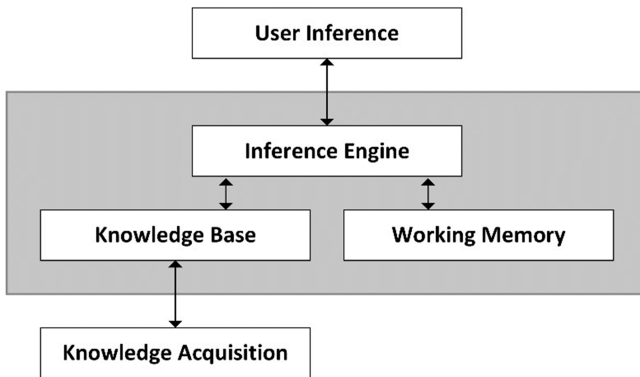 User Inference
Inference Engine
Knowledge Base
Working Memory
Knowledge Acquisition